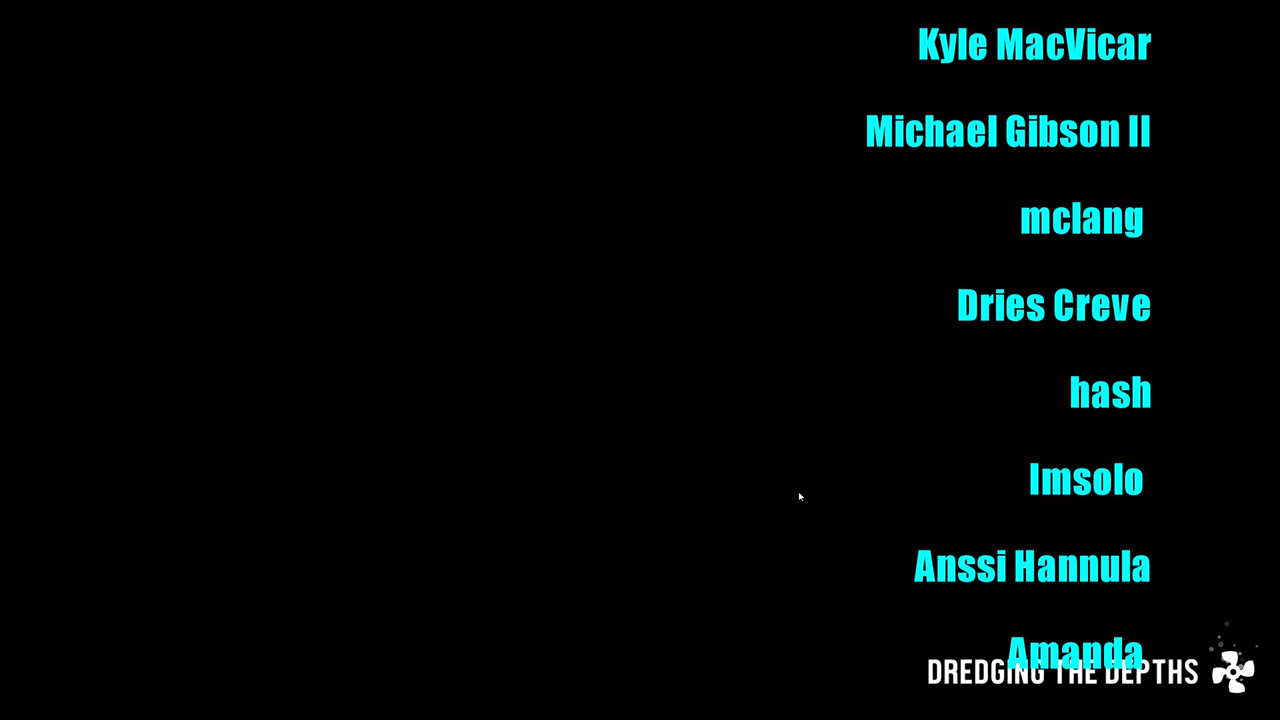 Kyle MacVicar
Michael Gibson II
mclang
Dries Creve
hash
Imsolo
Anssi Hannula
Amanda
DREDGING THE DEPTHS